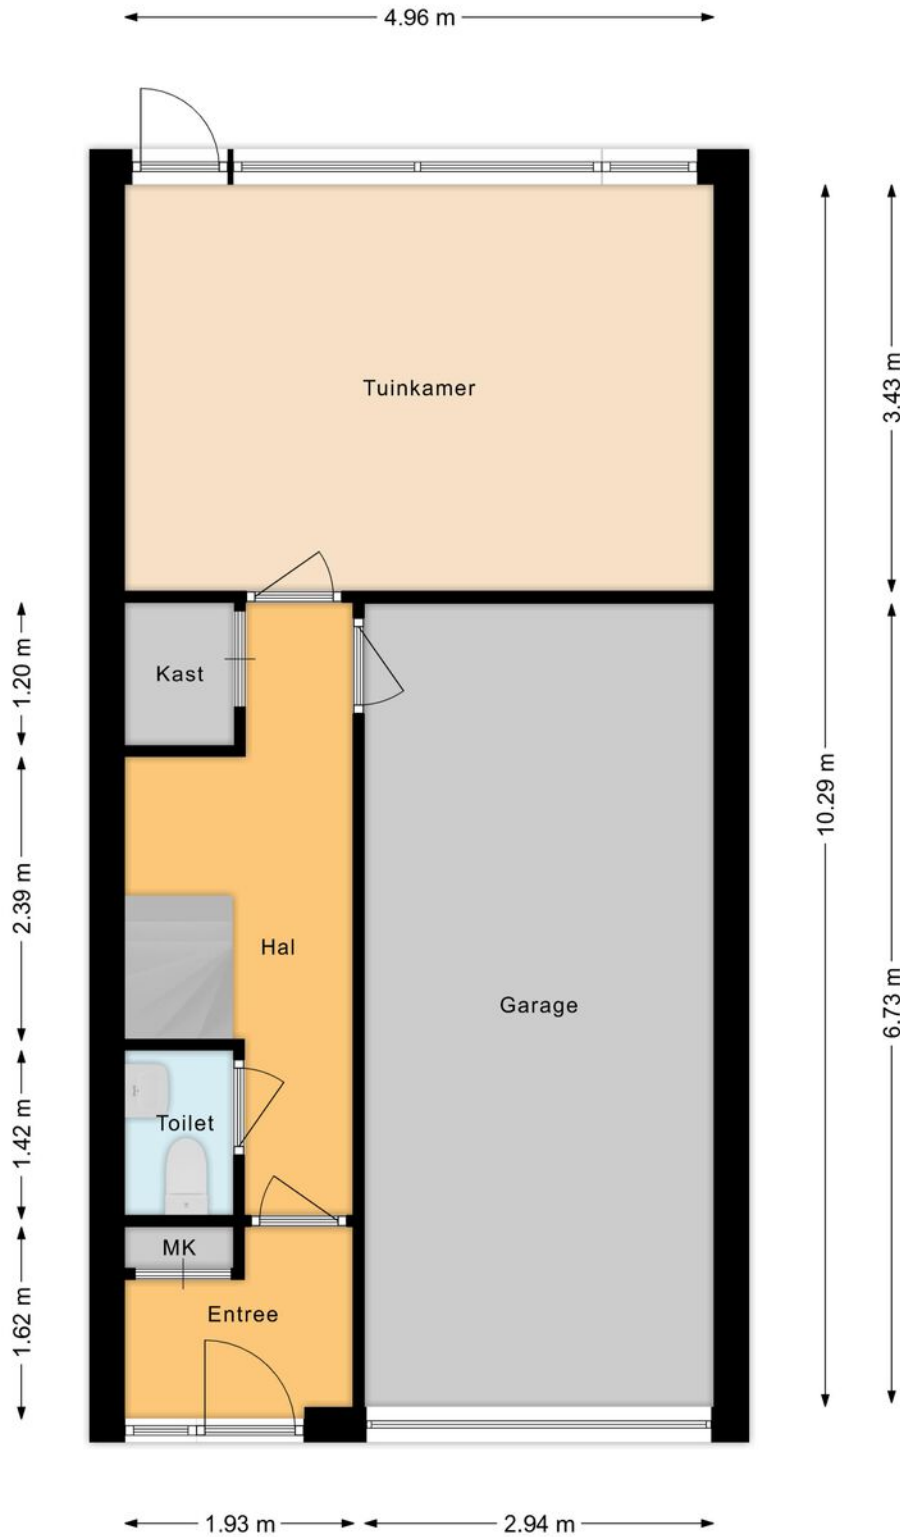 4.96 m
Tuinkamer
3.43 m
Kast
1.20 m
10.29 m
2.39 m
Hal
6.73 m
Garage
Toilet
1.42 m
MK
Entree
1.62 m
1.93 m
2.94 m